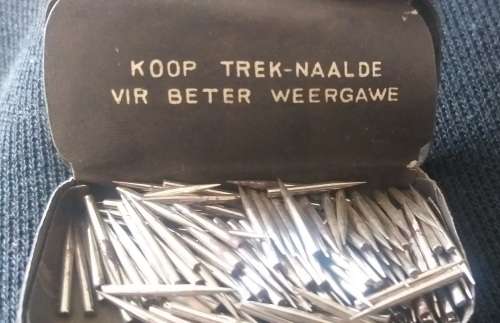 KOOP TREK-NAALDE
VIR BETER WEERGAWE